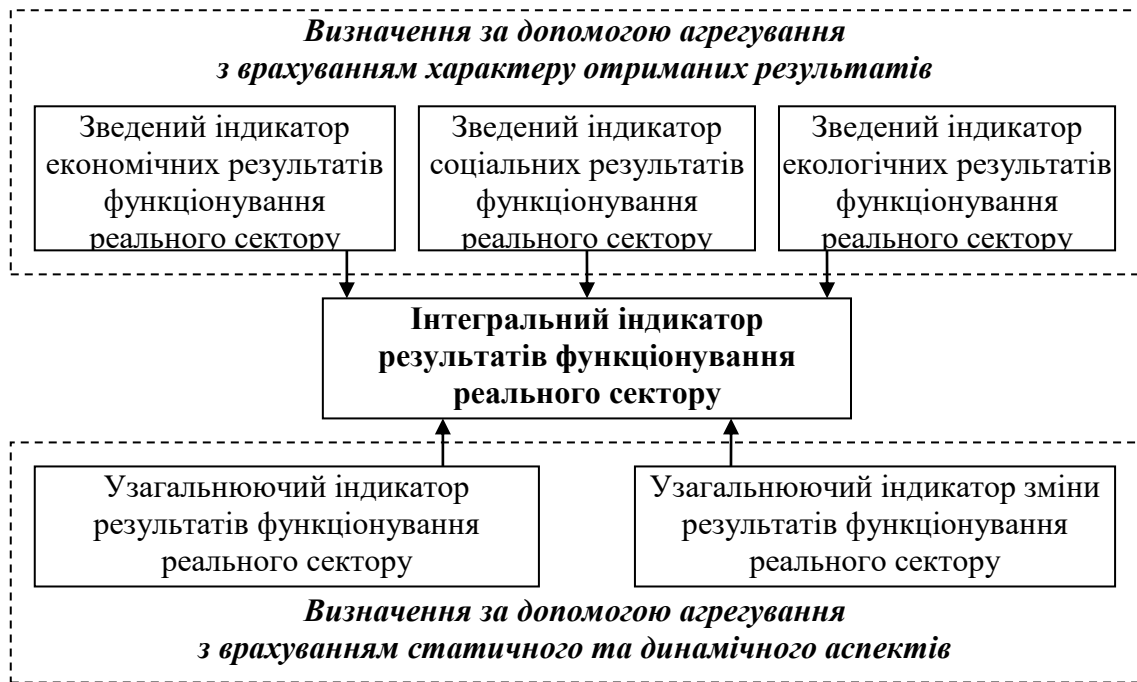 Визначення за допомогою агрегування
з врахуванням характеру отриманих результатів
Зведений індикатор
економічних результатів
функціонування
реального сектору
Зведений індикатор
соціальних результатів
функціонування
реального сектору
Зведений індикатор
екологічних результатів
функціонування
реального сектору
Інтегральний індикатор
результатів функціонування
реального сектору
Узагальнюючий індикатор
результатів функціонування
реального сектору
Узагальнюючий індикатор зміни
результатів функціонування
реального сектору
Визначення за допомогою агрегування
з врахуванням статичного та динамічного аспектів